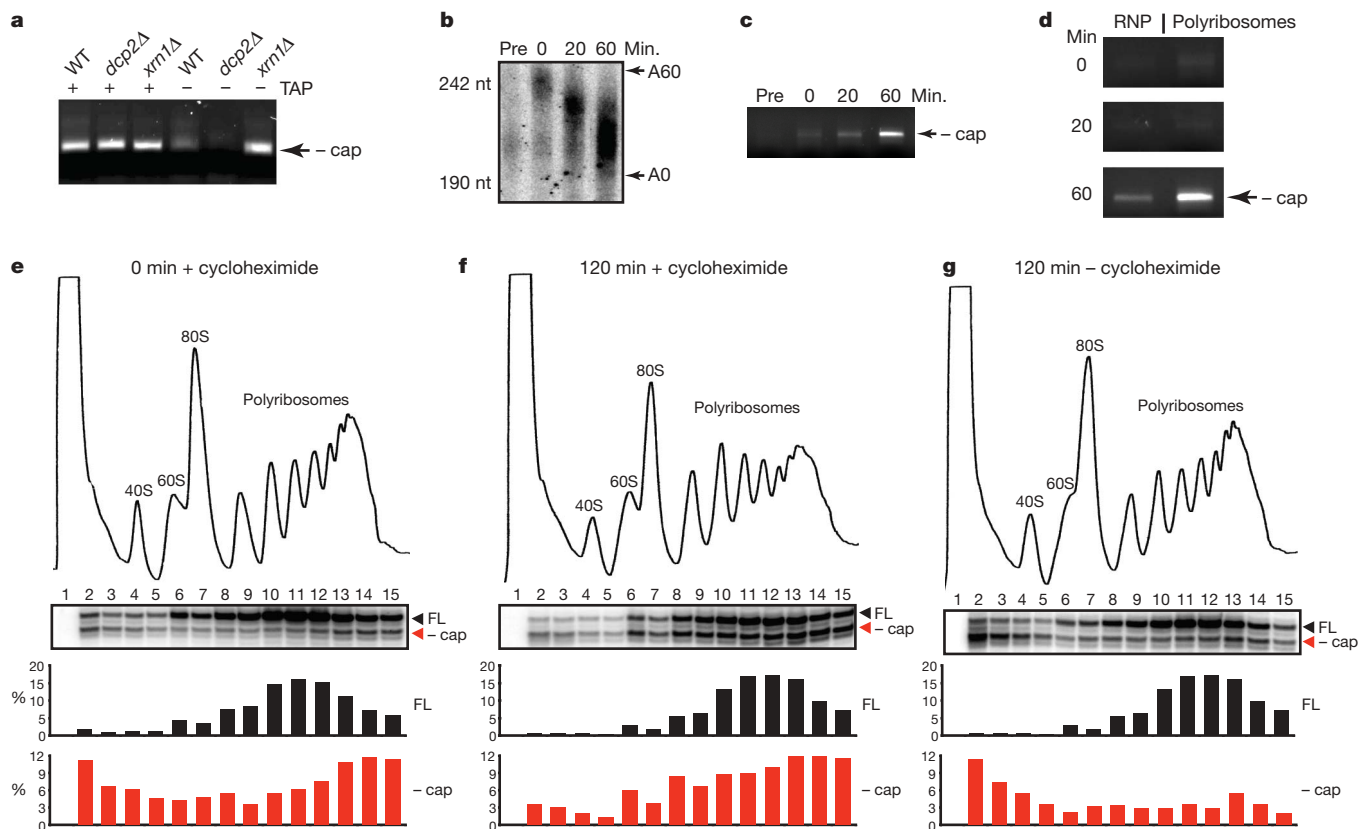 a
WT dcp2Δ xrn1Δ WT dcp2Δ xrn1Δ
+ + + – – – TAP
– cap
b
Pre 0 20 60 Min.
242 nt
A60
190 nt
A0
c
Pre 0 20 60 Min.
– cap
d
RNP | Polyribosomes
Min
0
20
60
– cap
e
0 min + cycloheximide
80S
Polyribosomes
60S
40S
1 2 3 4 5 6 7 8 9 10 11 12 13 14 15
FL
– cap
20
15
10
5
0
%
FL
12
9
6
3
0
%
– cap
f
120 min + cycloheximide
80S
Polyribosomes
60S
40S
1 2 3 4 5 6 7 8 9 10 11 12 13 14 15
FL
– cap
20
15
10
5
0
FL
12
9
6
3
0
– cap
g
120 min – cycloheximide
80S
Polyribosomes
60S
40S
1 2 3 4 5 6 7 8 9 10 11 12 13 14 15
FL
– cap
20
15
10
5
0
FL
12
9
6
3
0
– cap